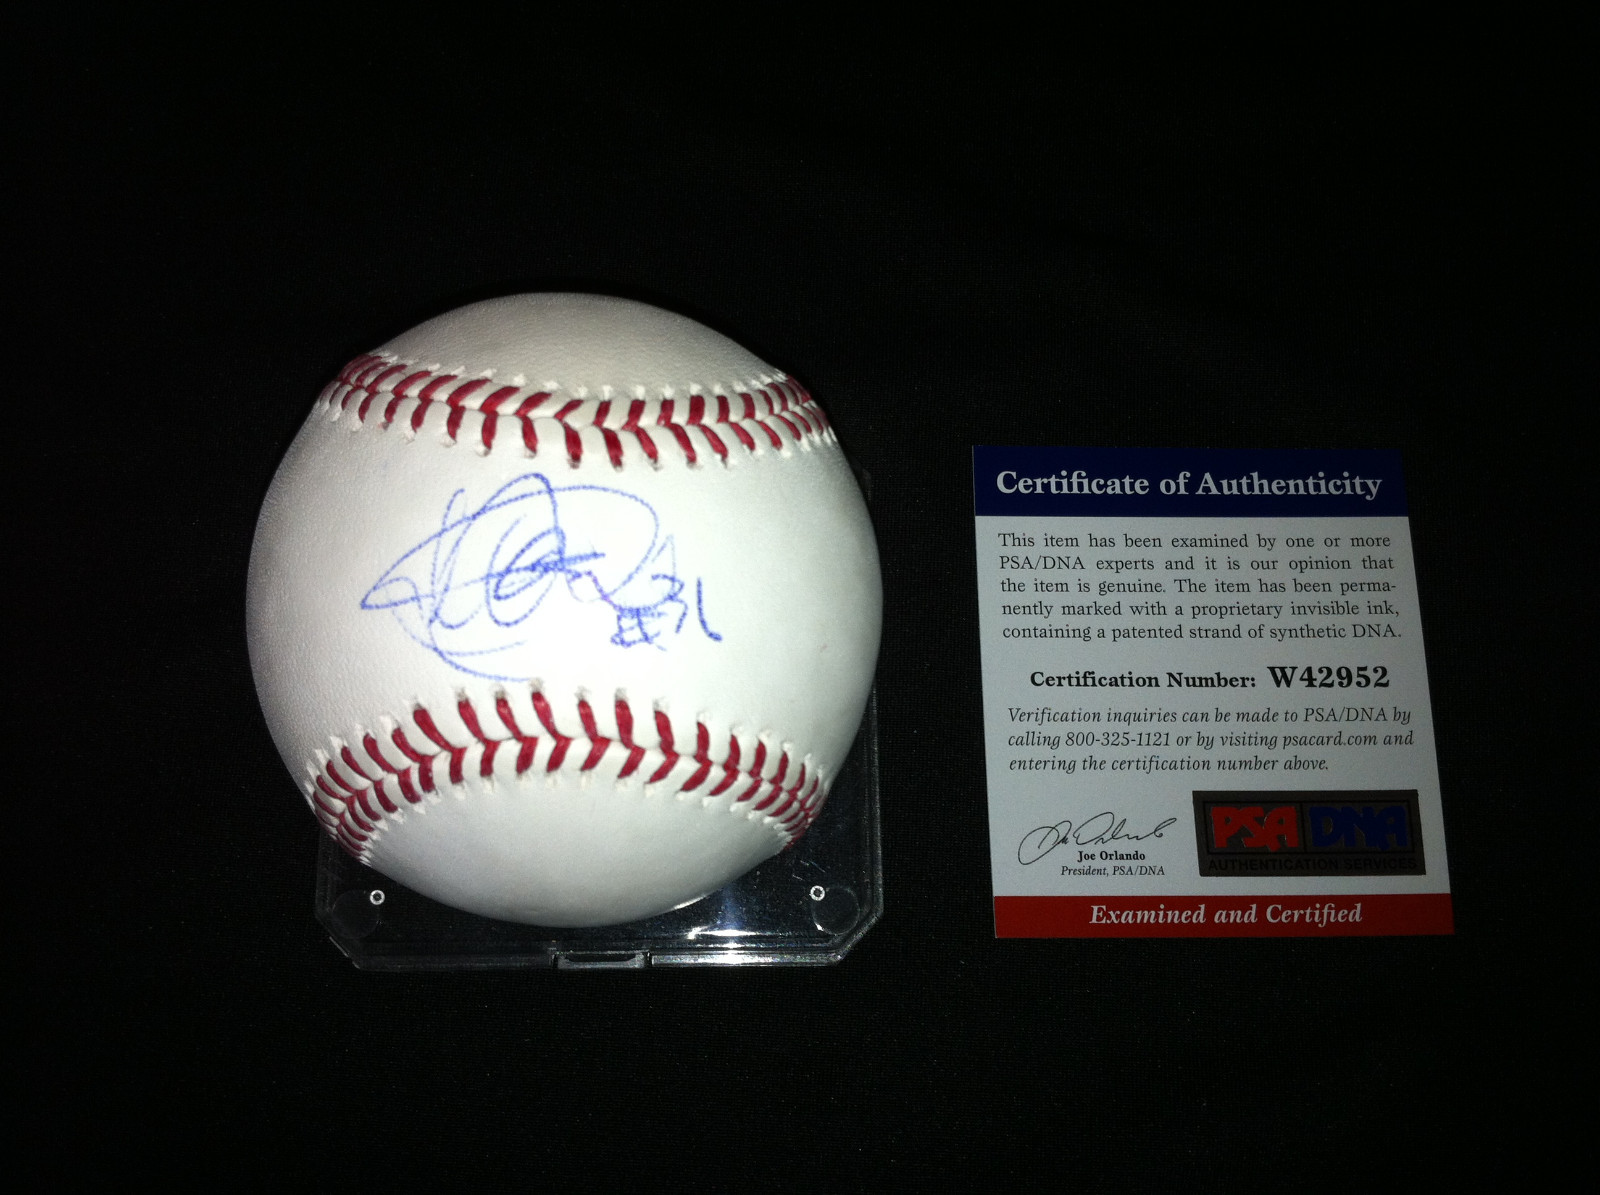 #31
Certificate of Authenticity
This item has been examined by one or more
PSA/DNA experts and it is our opinion that
the item is genuine. The item has been perma-
nently marked with a proprietary invisible ink,
containing a patented strand of synthetic DNA.
Certification Number: W42952
Verification inquiries can be made to PSA/DNA by
calling 800-325-1121 or by visiting psacard.com and
entering the certification number above.
Joe Orlando
President, PSA/DNA
PSA DNA
AUTHENTICATION SERVICES
Examined and Certified